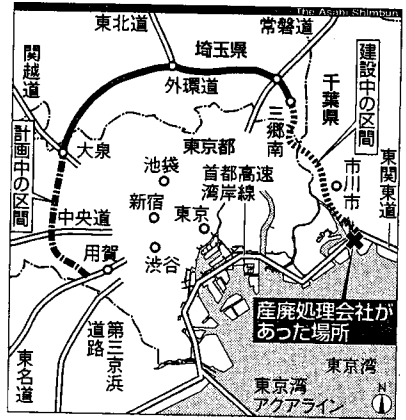 The Asahi Shimbun
東北道
常磐道
埼玉県
外環道
関越道
建設中の区間
千葉県
三郷南
大泉
東京都
計画中の区間
池袋
首都高速
湾岸線
市川市
東関東道
新宿
東京
中央道
用賀
渋谷
産廃処理会社が
あった場所
第三京浜
道路
東名道
東京湾
東京湾
アクアライン
N